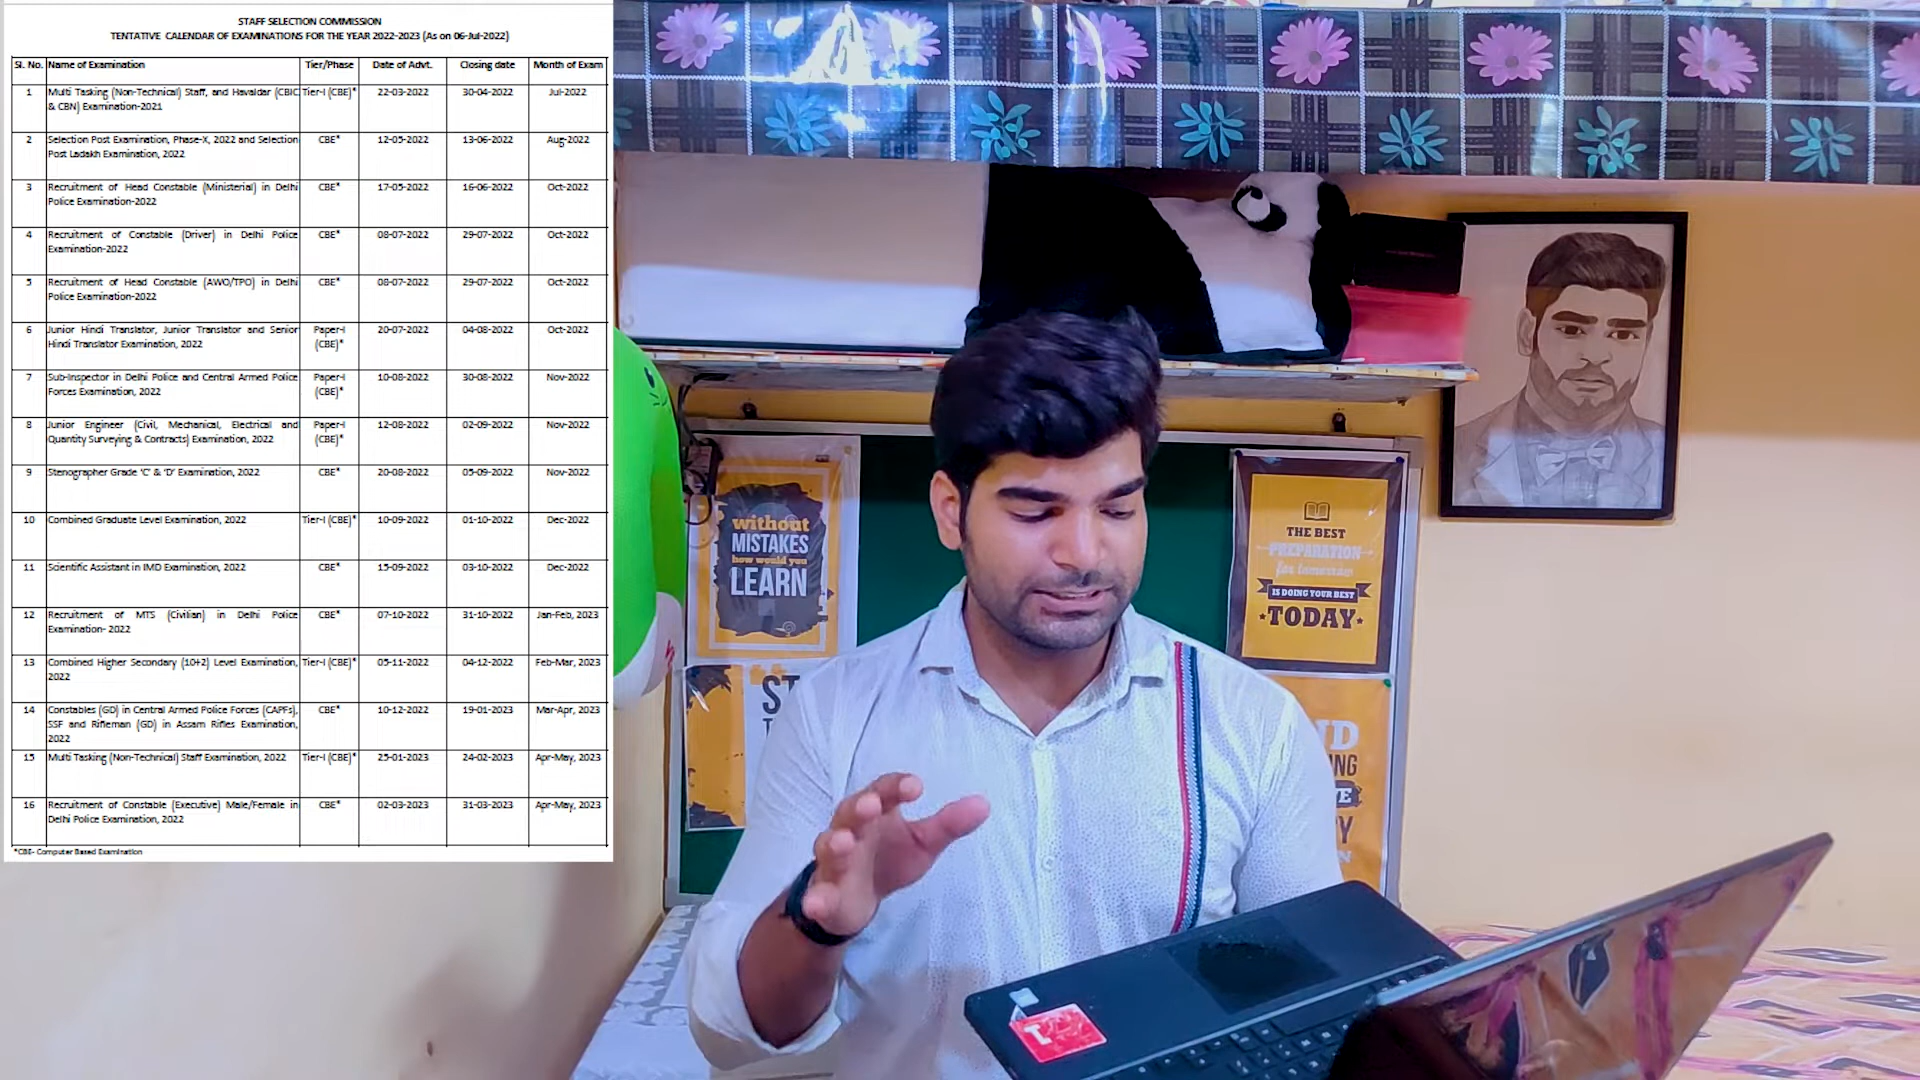 STAFF SELECTION COMMISSION
TENTATIVE CALENDAR OF EXAMINATIONS FOR THE YEAR 2022-2023 (As on 06-Jul-2022)
Sl. No. Name of Examination Tier/Phase Date of Advt. Closing date Month of Exam
1 Multi Tasking (Non-Technical) Staff, and Havaldar (CBIC Tier-I (CBE)* 22-03-2022 30-04-2022 Jul-2022
& CBN) Examination-2021
2 Selection Post Examination, Phase-X, 2022 and Selection CBE* 12-05-2022 13-06-2022 Aug-2022
Post Ladakh Examination, 2022
3 Recruitment of Head Constable (Ministerial) in Delhi CBE* 17-05-2022 16-06-2022 Oct-2022
Police Examination-2022
4 Recruitment of Constable (Driver) in Delhi Police CBE* 08-07-2022 29-07-2022 Oct-2022
Examination-2022
5 Recruitment of Head Constable (AWO/TPO) in Delhi CBE* 08-07-2022 29-07-2022 Oct-2022
Police Examination-2022
6 Junior Hindi Translator, Junior Translator and Senior Paper-I 20-07-2022 04-08-2022 Oct-2022
Hindi Translator Examination, 2022 (CBE)*
7 Sub-Inspector in Delhi Police and Central Armed Police Paper-I 10-08-2022 30-08-2022 Nov-2022
Forces Examination, 2022 (CBE)*
8 Junior Engineer (Civil, Mechanical, Electrical and Paper-I 12-08-2022 02-09-2022 Nov-2022
Quantity Surveying & Contracts) Examination, 2022 (CBE)*
9 Stenographer Grade 'C' & 'D' Examination, 2022 CBE* 20-08-2022 05-09-2022 Nov-2022
10 Combined Graduate Level Examination, 2022 Tier-I (CBE)* 10-09-2022 01-10-2022 Dec-2022
11 Scientific Assistant in IMD Examination, 2022 CBE* 15-09-2022 03-10-2022 Dec-2022
12 Recruitment of MTS (Civilian) in Delhi Police CBE* 07-10-2022 31-10-2022 Jan-Feb, 2023
Examination- 2022
13 Combined Higher Secondary (10+2) Level Examination, Tier-I (CBE)* 05-11-2022 04-12-2022 Feb-Mar, 2023
2022
14 Constables (GD) in Central Armed Police Forces (CAPFs), CBE* 10-12-2022 19-01-2023 Mar-Apr, 2023
SSF and Rifleman (GD) in Assam Rifles Examination,
2022
15 Multi Tasking (Non-Technical) Staff Examination, 2022 Tier-I (CBE)* 25-01-2023 24-02-2023 Apr-May, 2023
16 Recruitment of Constable (Executive) Male/Female in CBE* 02-03-2023 31-03-2023 Apr-May, 2023
Delhi Police Examination, 2022
*CBE- Computer Based Examination
without
MISTAKES
how would you
LEARN
THE BEST
PREPARATION
for tomorrow
IS DOING YOUR BEST
TODAY